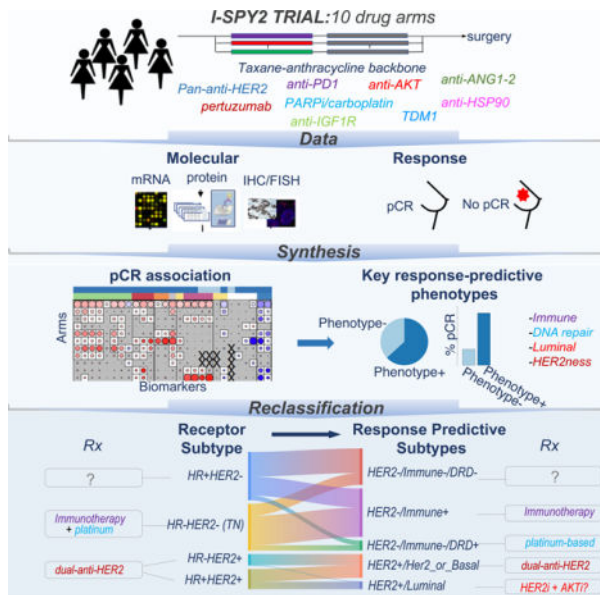 I-SPY2 TRIAL: 10 drug arms
surgery
Taxane-anthracycline backbone
Pan-anti-HER2
anti-PD1
anti-AKT
anti-ANG1-2
pertuzumab
PARPi/carboplatin
anti-HSP90
anti-IGF1R
TDM1
Data
Molecular
Response
mRNA
protein
IHC/FISH
pCR
No pCR
Synthesis
pCR association
Key response-predictive
phenotypes
Arms
Biomarkers
Phenotype-
Phenotype+
% pCR
Phenotype+
Phenotype-
-Immune
-DNA repair
-Luminal
-HER2ness
Reclassification
Rx
Receptor
Subtype
Response Predictive
Subtypes
Rx
?
HR+HER2-
HER2-/Immune-/DRD-
?
Immunotherapy
+ platinum
HR-HER2- (TN)
HER2-/Immune+
Immunotherapy
HER2-/Immune-/DRD+
platinum-based
dual-anti-HER2
HR-HER2+
HER2+/Her2_or_Basal
dual-anti-HER2
HR+HER2+
HER2+/Luminal
HER2i + AKTi?